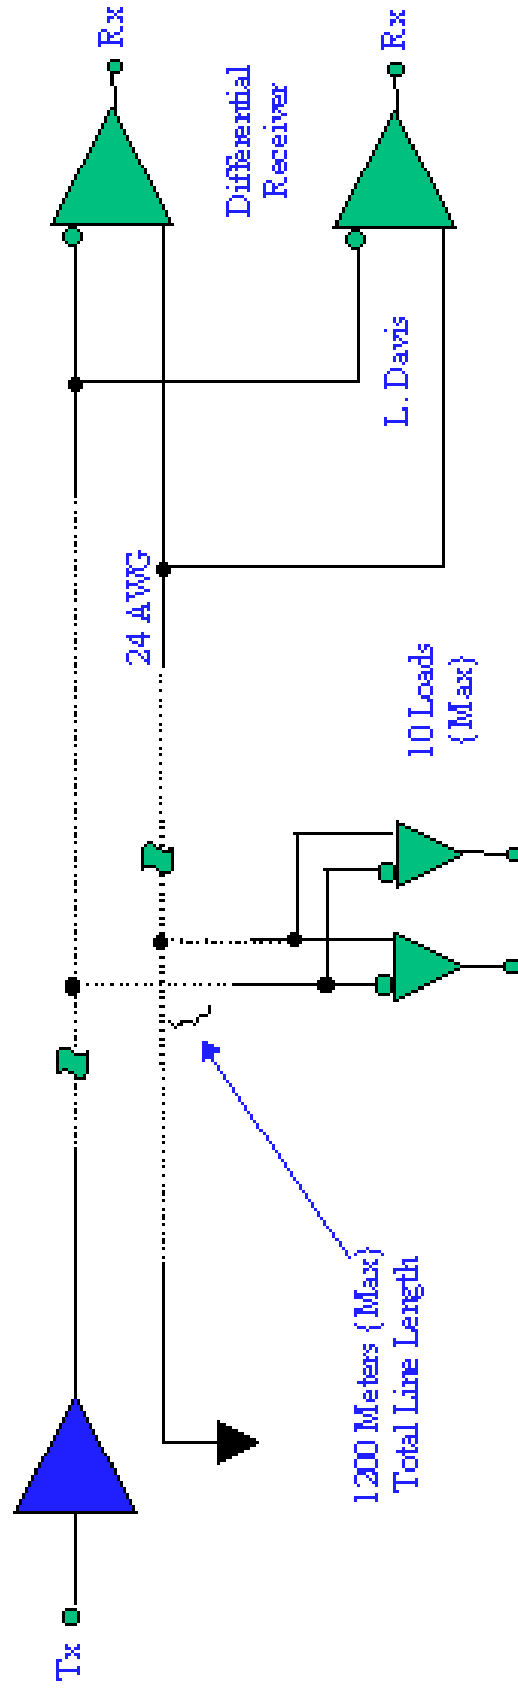 Tx
1200 Meters {Max}
Total Line Length
10 Loads
{Max}
24 AWG
L. Davis
Differential
Receiver
Rx
Rx